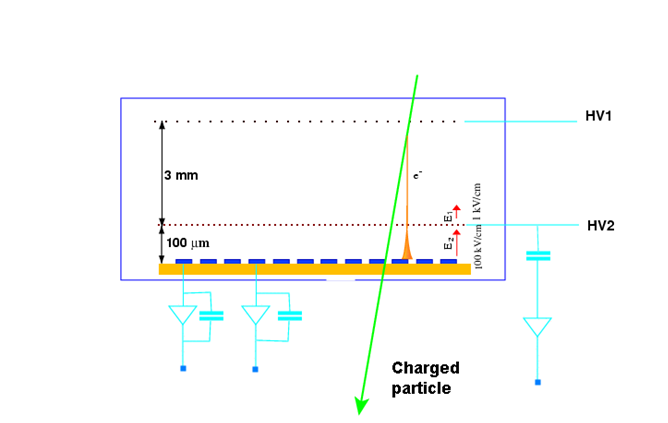 HV1
3 mm
e-
E1 1 kV/cm
HV2
100 μm
E2 100 kV/cm
Charged
particle